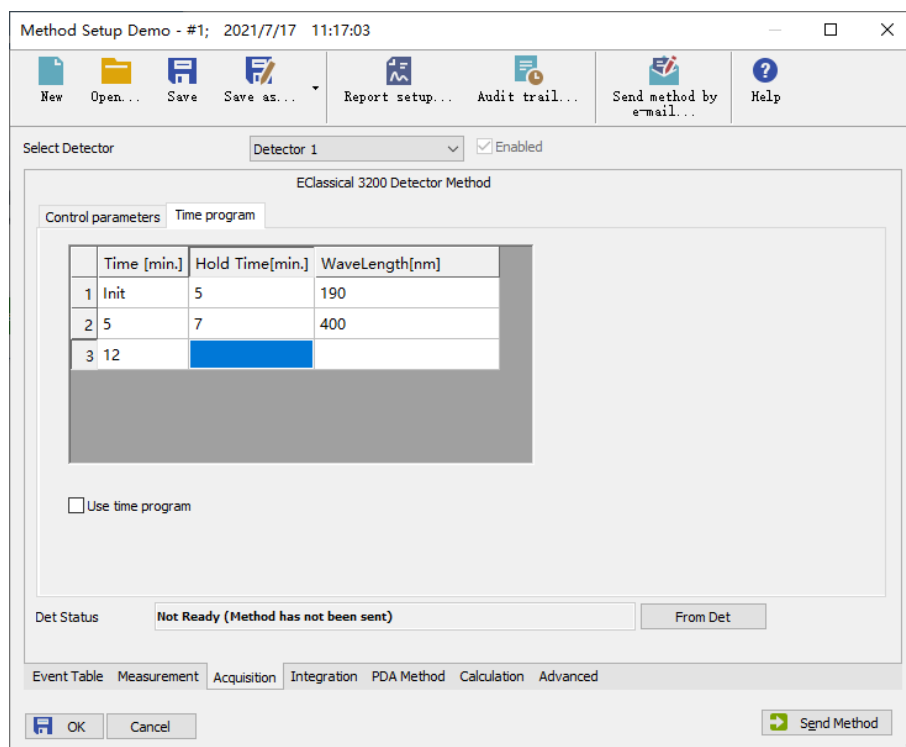 Method Setup Demo - #1;   2021/7/17   11:17:03
New Open... Save Save as... Report setup... Audit trail... Send method by e-mail... Help
Select Detector Detector 1 Enabled
EClassical 3200 Detector Method
Control parameters Time program
Time [min.] Hold Time[min.] WaveLength[nm]
1 Init 5 190
2 5 7 400
3 12
Use time program
Det Status Not Ready (Method has not been sent) From Det
Event Table Measurement Acquisition Integration PDA Method Calculation Advanced
OK Cancel Send Method